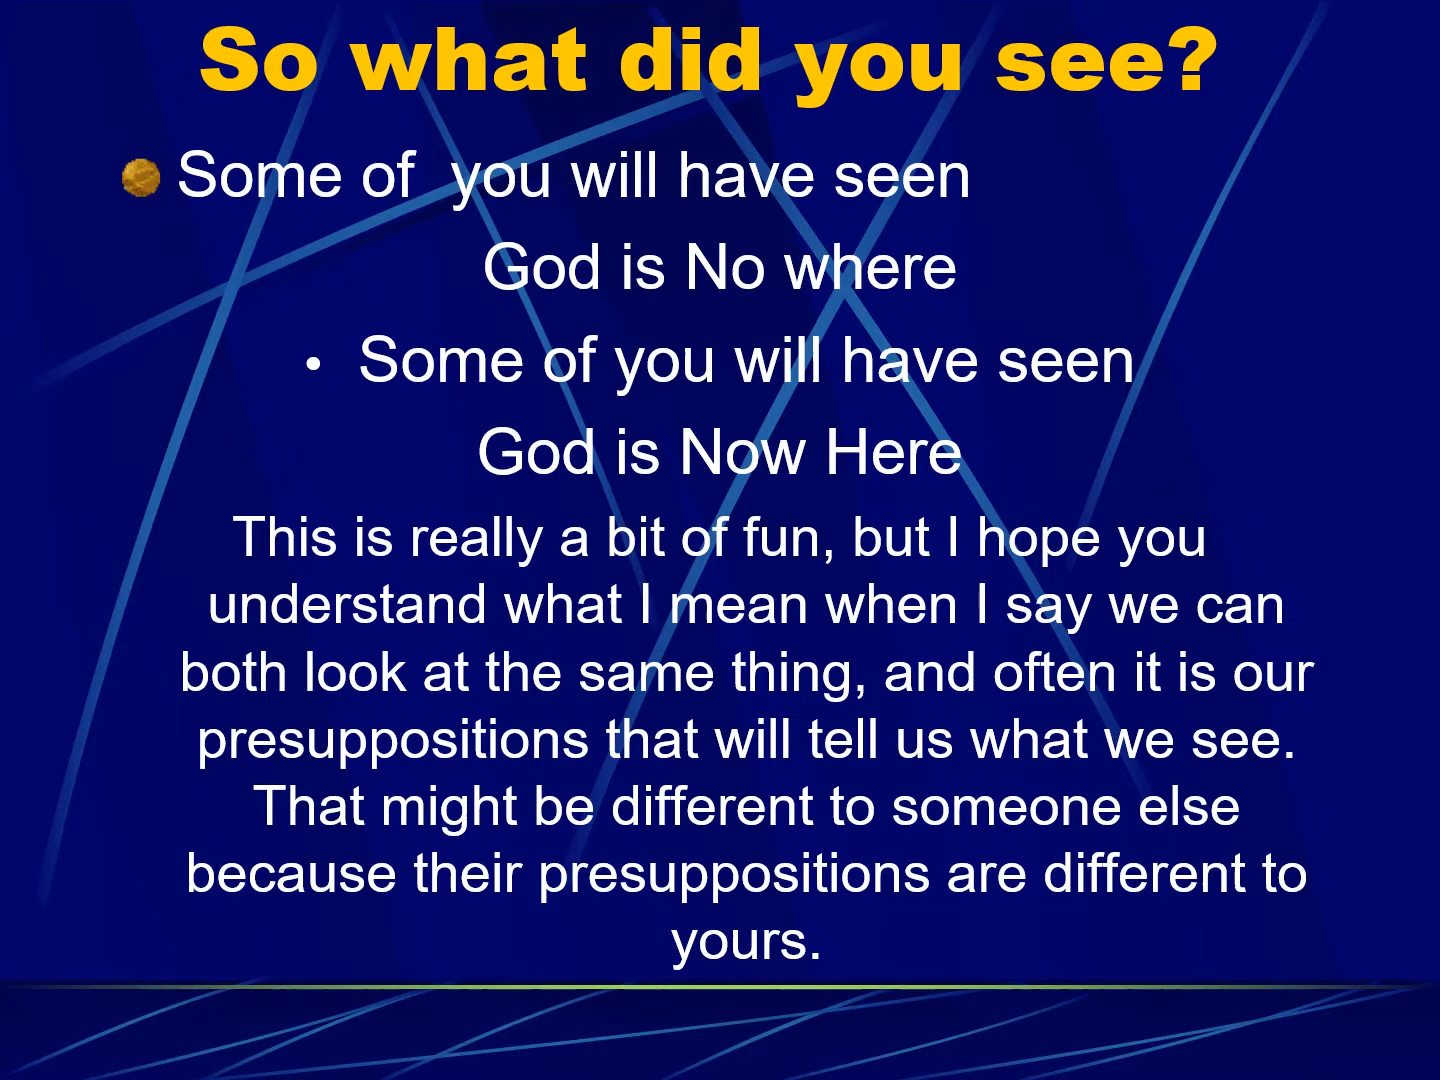 So what did you see?
Some of  you will have seen
God is No where
• Some of you will have seen
God is Now Here
This is really a bit of fun, but I hope you
understand what I mean when I say we can
both look at the same thing, and often it is our
presuppositions that will tell us what we see.
That might be different to someone else
because their presuppositions are different to
yours.